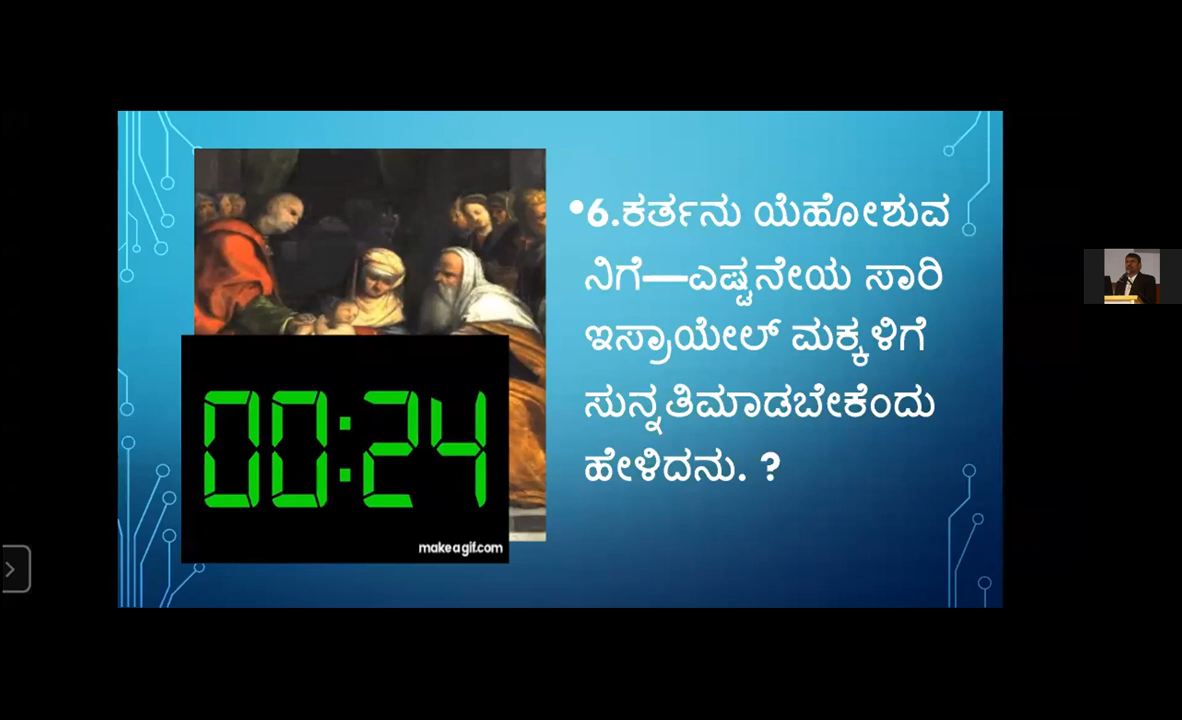 •6.ಕರ್ತನು ಯೆಹೋಶುವ
ನಿಗೆ—ಎಷ್ಟನೇಯ ಸಾರಿ
ಇಸ್ರಾಯೇಲ್ ಮಕ್ಕಳಿಗೆ
ಸುನ್ನತಿಮಾಡಬೇಕೆಂದು
ಹೇಳಿದನು. ?
00:24
makeagif.com